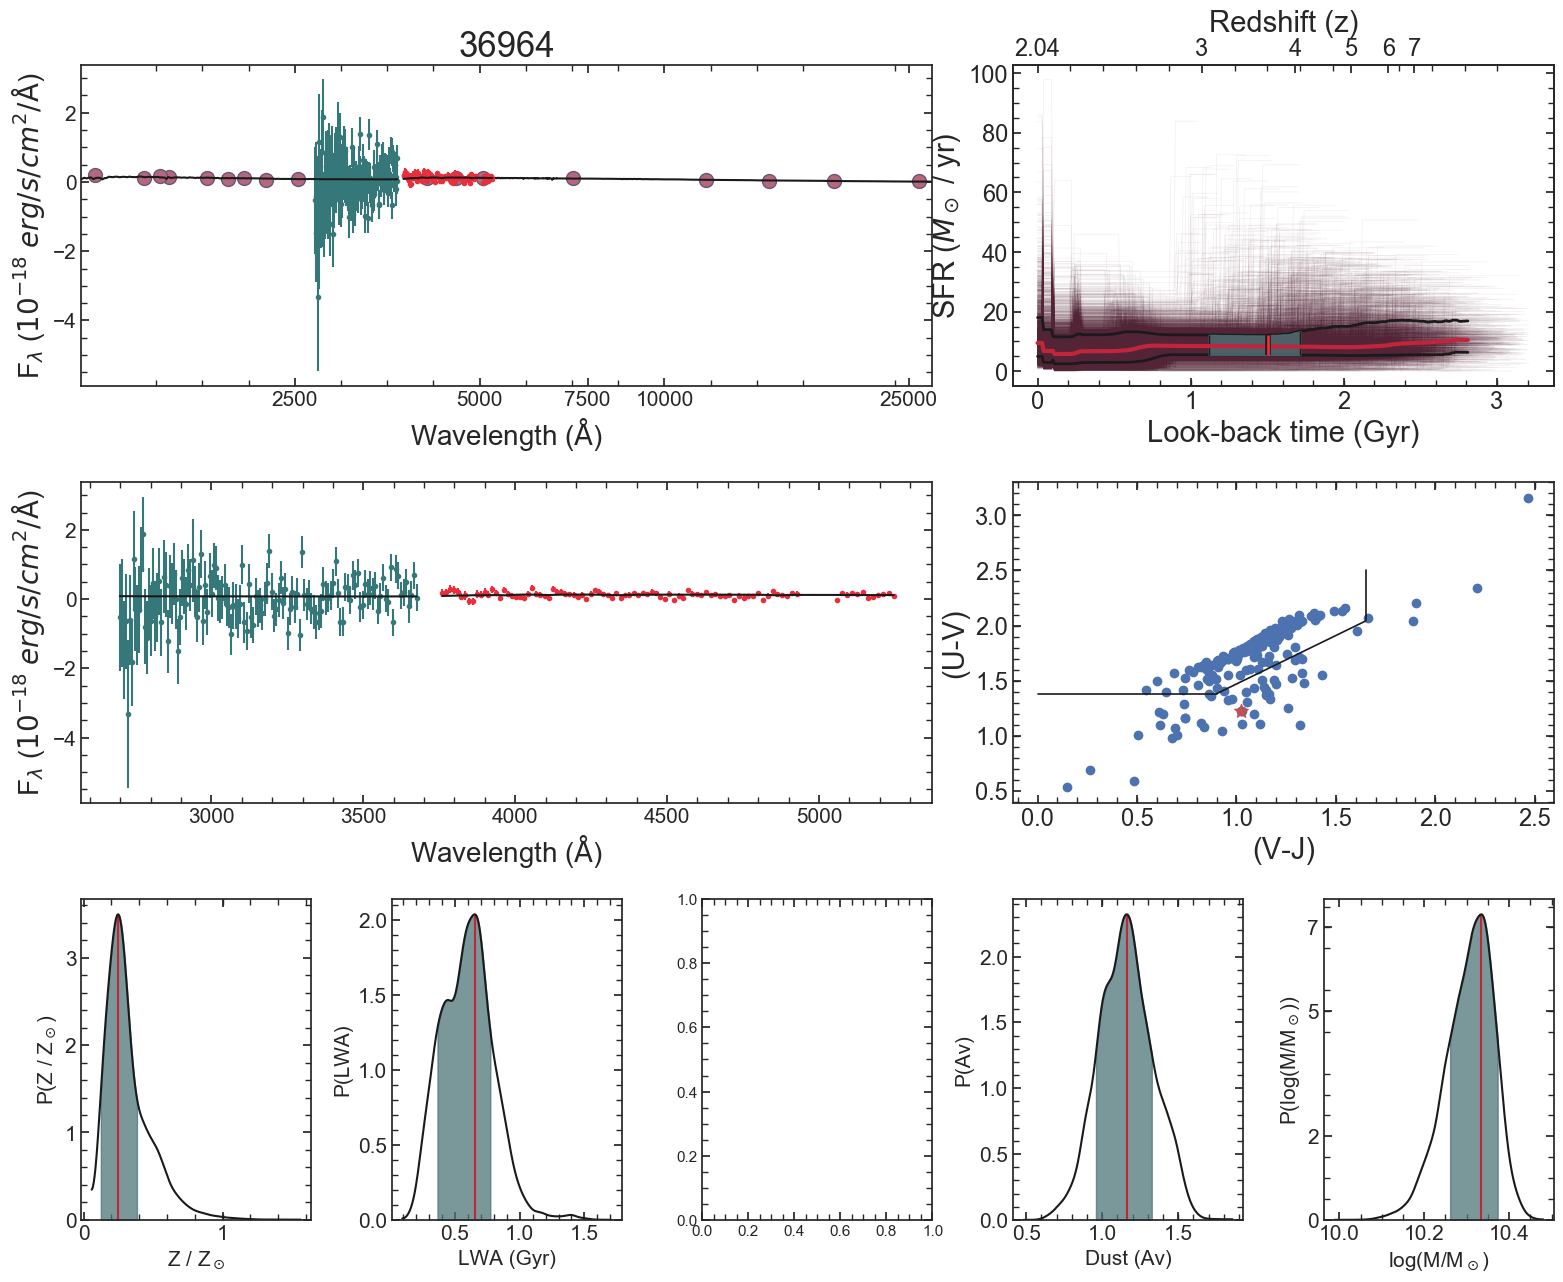 36964
F_λ (10^{-18} erg/s/cm^2/Å)
2
0
−2
−4
2500 5000 7500 10000 25000
Wavelength (Å)
Redshift (z)
2.04 3 4 5 6 7
SFR (M_⊙ / yr)
100
80
60
40
20
0
0 1 2 3
Look-back time (Gyr)
F_λ (10^{-18} erg/s/cm^2/Å)
2
0
−2
−4
3000 3500 4000 4500 5000
Wavelength (Å)
(U-V)
3.0
2.5
2.0
1.5
1.0
0.5
0.0 0.5 1.0 1.5 2.0 2.5
(V-J)
P(Z / Z_⊙)
3
2
1
0
0 1
Z / Z_⊙
P(LWA)
2.0
1.5
1.0
0.5
0.0
0.5 1.0 1.5
LWA (Gyr)
1.0
0.8
0.6
0.4
0.2
0.0
0.0 0.2 0.4 0.6 0.8 1.0
P(Av)
2.0
1.5
1.0
0.5
0.0
0.5 1.0 1.5
Dust (Av)
P(log(M/M_⊙))
7
5
2
0
10.0 10.2 10.4
log(M/M_⊙)